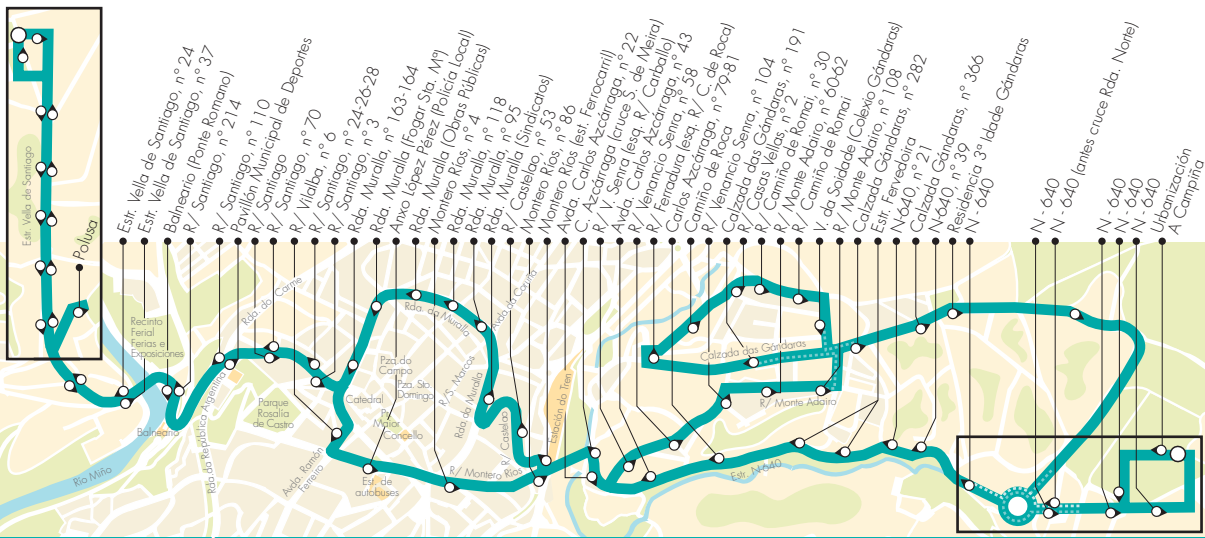 Estr. Vella de Santiago
Polusa
Estr. Vella de Santiago, nº 24
Estr. Vella de Santiago, nº 37
Balneario (Ponte Romano)
R/ Santiago, nº 214
R/ Santiago, nº 110
Pavillón Municipal de Deportes
R/ Santiago
R/ Santiago, nº 70
Vilalba, nº 6
R/ Santiago, nº 24-26-28
R/ Santiago, nº 3
Rda. Muralla, nº 163-164
Rda. Muralla (Fogar Sta. Mª)
Anxo López Pérez (Policía Local)
Rda. Muralla (Obras Públicas)
Montero Ríos, nº 4
Rda. Muralla, nº 118
Rda. Muralla, nº 95
Rda. Muralla (Sindicatos)
R/ Castelao, nº 53
Montero Ríos, nº 86
Montero Ríos (est. Ferrocarril)
Avda. Carlos Azcárraga, nº 22
C. Azcárraga (cruce S. de Meira)
R/ V. Senra (esq. R/ Carballo)
Avda. Carlos Azcárraga, nº 43
R/ Venancio Senra, nº 58
Ferradura (esq. R/ C. de Roca)
Carlos Azcárraga, nº 79-81
Camiño de Roca
R/ Venancio Senra, nº 104
Calzada das Gándaras, nº 191
Casas Vellas, nº 2
R/ Camiño de Romai, nº 30
R/ Monte Adairo, nº 60-62
Camiño de Romai
V. da Soidade (Colexio Gándaras)
R/ Monte Adairo, nº 108
Calzada Gándaras, nº 282
Estr. Fervedoira
N-640, nº 21
Calzada Gándaras, nº 366
N-640, nº 39
Residencia 3ª Idade Gándaras
N - 640
N - 640
N - 640 (antes cruce Rda. Norte)
N - 640
N - 640
N - 640
Urbanización
A Campiña
Recinto
Ferial
Ferias e
Exposiciones
Rda. do Carme
Rda. da Muralla
Avda da Coruña
Pza. do
Campo
Pza. Sto.
Domingo
Catedral
Pr.
Maior
Concello
R/S. Marcos
Rda. da Muralla
R/ Castelao
Estación do Tren
Calzada das Gándaras
R/ Monte Adairo
Parque
Rosalía
de Castro
Balneario
Río Miño
Rda. da República Argentina
Avda. Ramón
Ferreiro
Est. de
autobuses
R/ Montero Ríos
Estr. N-640